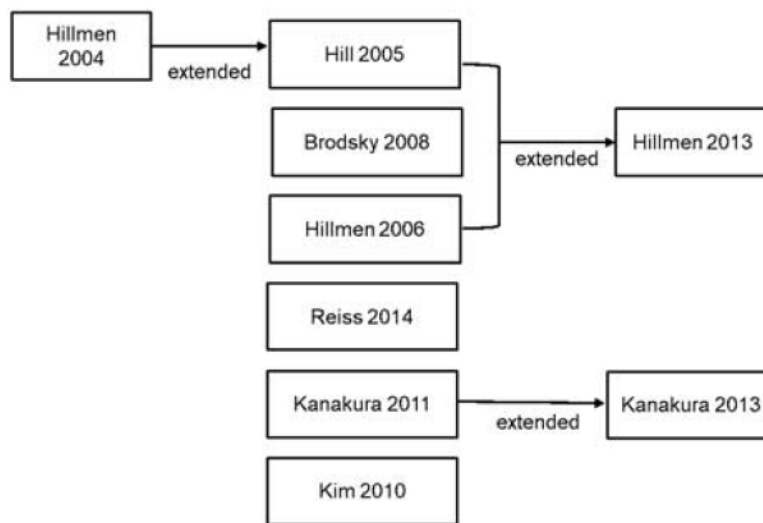 Hillmen
2004
extended
Hill 2005
Brodsky 2008
extended
Hillmen 2013
Hillmen 2006
Reiss 2014
Kanakura 2011
extended
Kanakura 2013
Kim 2010